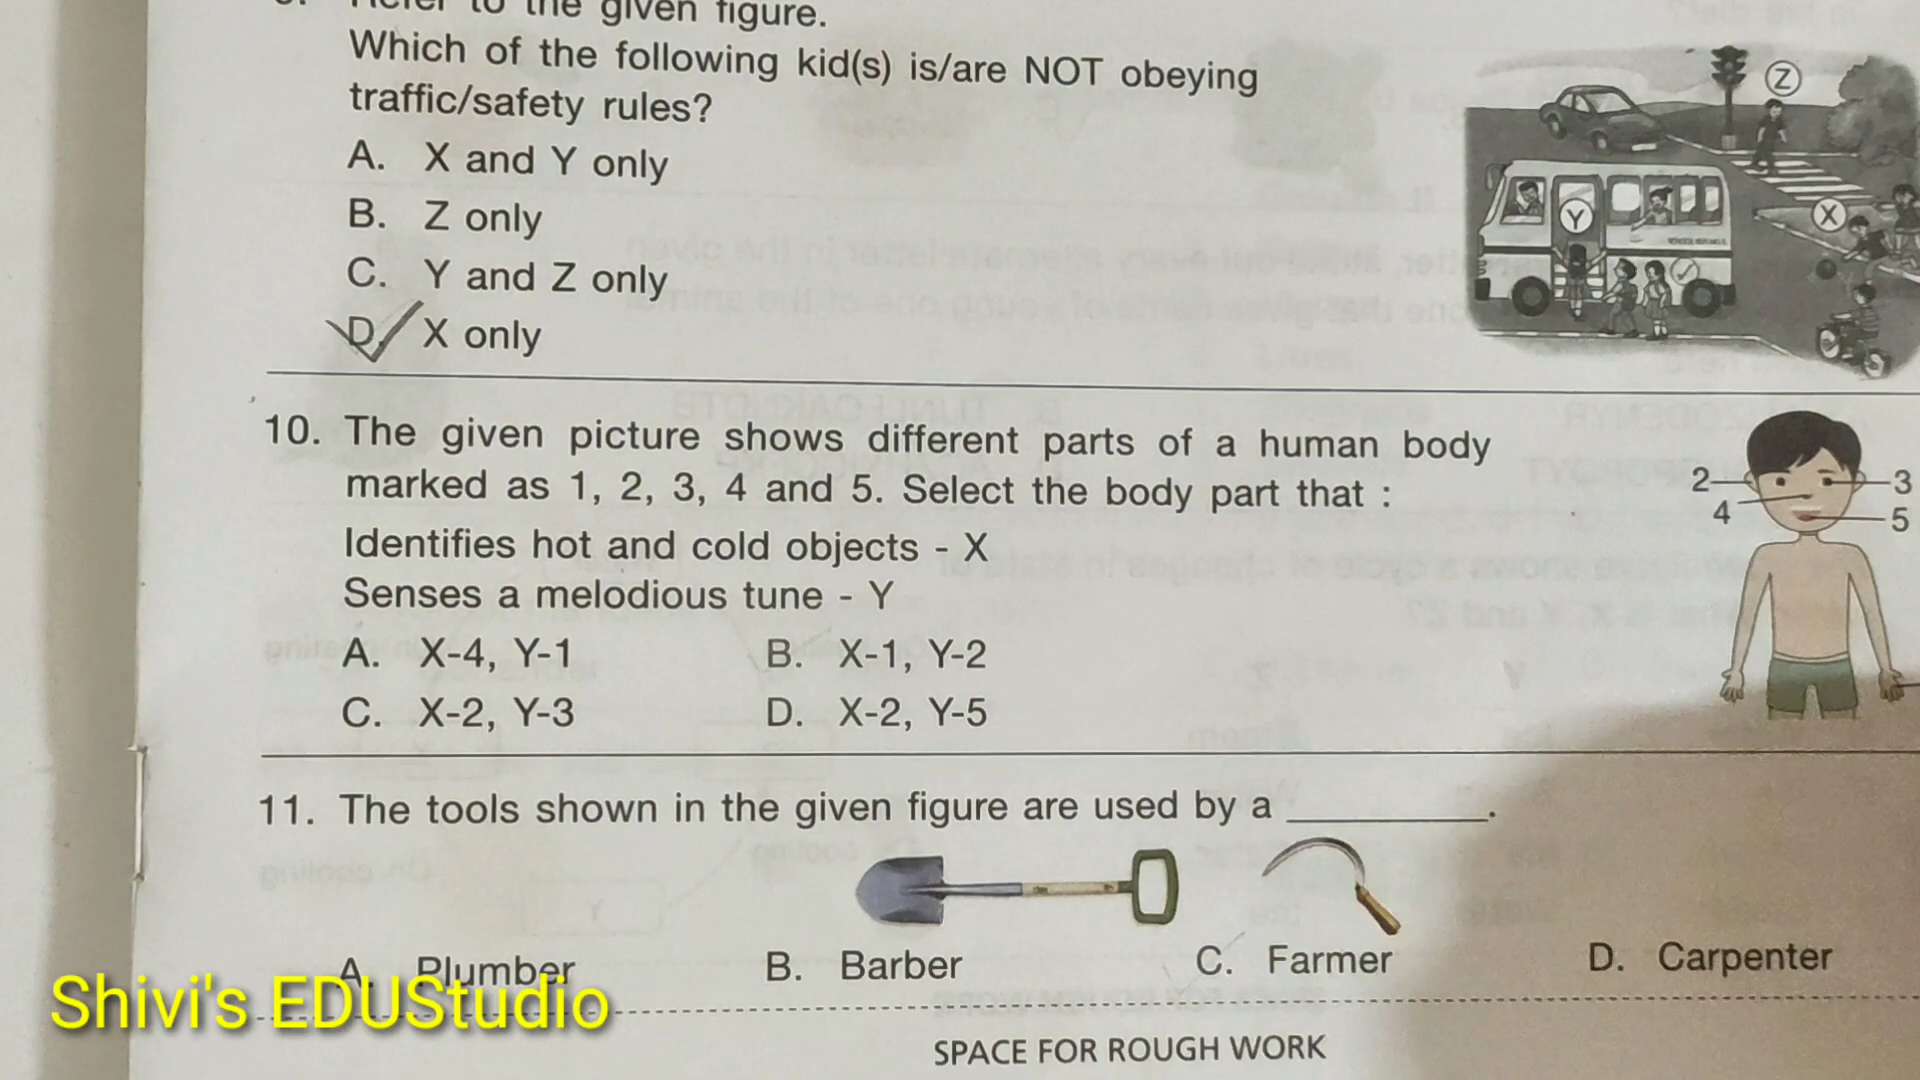 Refer to the given figure.
Which of the following kid(s) is/are NOT obeying
traffic/safety rules?
A. X and Y only
B. Z only
C. Y and Z only
D. X only
Z
Y
X
10. The given picture shows different parts of a human body
marked as 1, 2, 3, 4 and 5. Select the body part that :
Identifies hot and cold objects - X
Senses a melodious tune - Y
A. X-4, Y-1 B. X-1, Y-2
C. X-2, Y-3 D. X-2, Y-5
2 3
4 5
11. The tools shown in the given figure are used by a __________.
A. Plumber B. Barber C. Farmer D. Carpenter
Shivi's EDUStudio
SPACE FOR ROUGH WORK